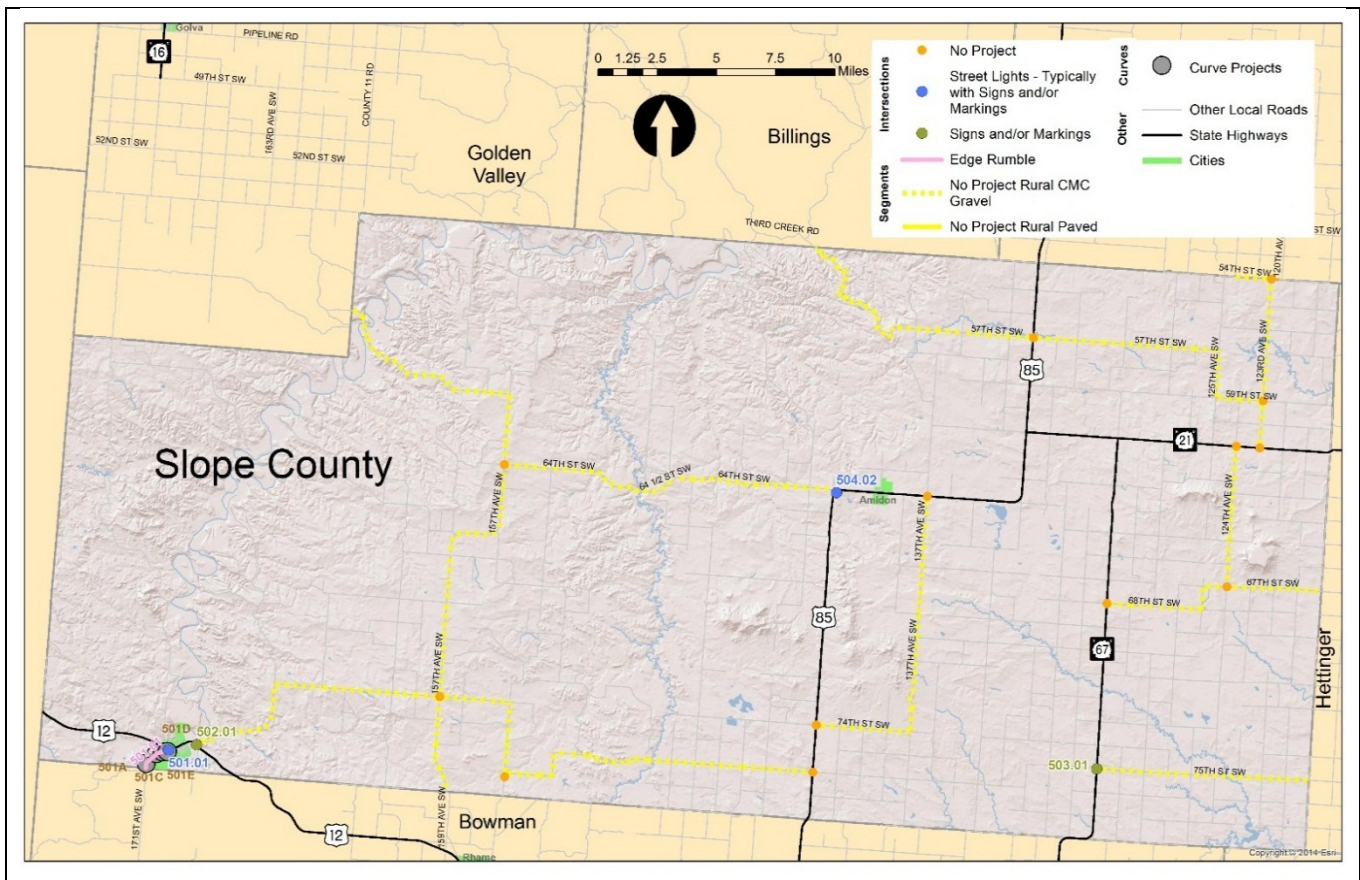 Golva
16
PIPELINE RD
49TH ST SW
163RD AVE SW
COUNTY 11 RD
52ND ST SW
52ND ST SW
Golden
Valley
0 1.25 2.5 5 7.5 10
Miles
Billings
THIRD CREEK RD
Intersections
No Project
Street Lights - Typically
with Signs and/or
Markings
Signs and/or Markings
Segments
Edge Rumble
No Project Rural CMC
Gravel
No Project Rural Paved
Curves
Curve Projects
Other
Other Local Roads
State Highways
Cities
ST SW
54TH ST SW
120TH AV
57TH ST SW
57TH ST SW
125TH AVE SW
123RD AVE SW
59TH ST SW
85
21
Slope County
64TH ST SW
64 1/2 ST SW
64TH ST SW
504.02
Amidon
157TH AVE SW
137TH AVE SW
124TH AVE SW
67TH ST SW
68TH ST SW
85
67
Hettinger
157TH AVE SW
137TH AVE SW
74TH ST SW
12
501D
502.01
501A
501C
501E
501.01
503.01
75TH ST SW
171ST AVE SW
12
159TH AVE SW
Bowman
Rhame
Copyright © 2014 Esri